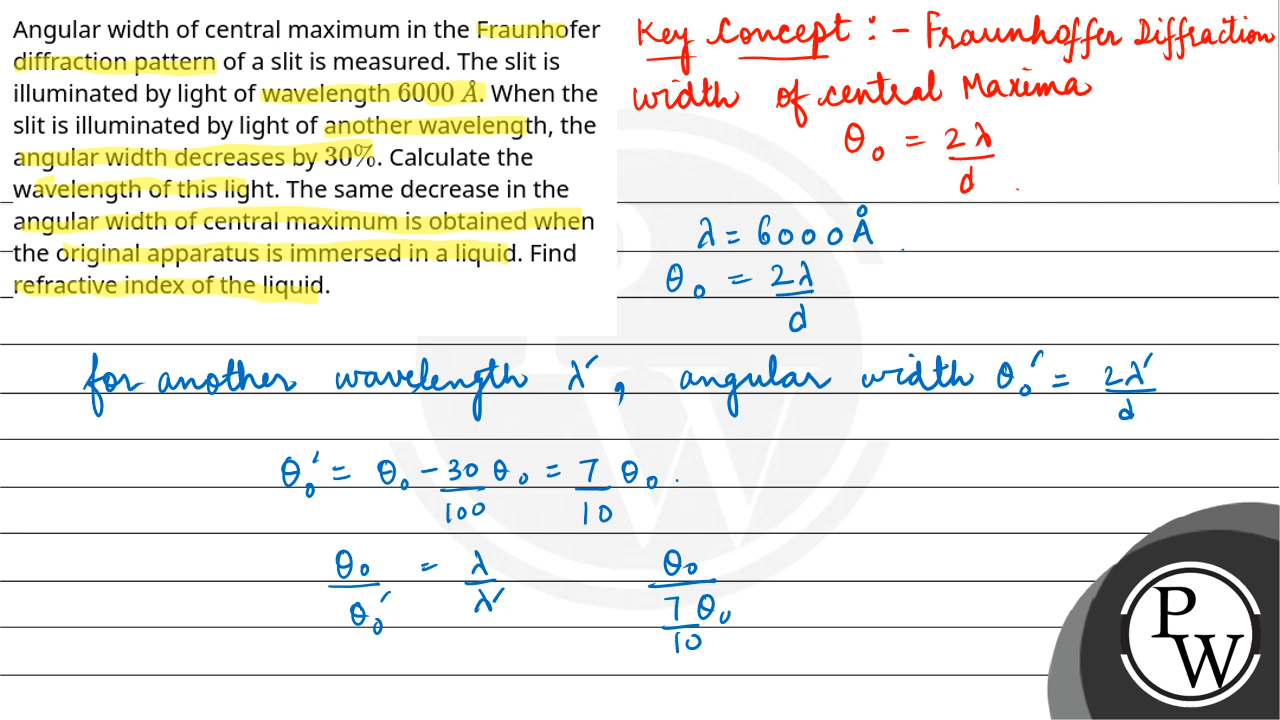 Angular width of central maximum in the Fraunhofer
diffraction pattern of a slit is measured. The slit is
illuminated by light of wavelength 6000 Å. When the
slit is illuminated by light of another wavelength, the
angular width decreases by 30%. Calculate the
wavelength of this light. The same decrease in the
angular width of central maximum is obtained when
the original apparatus is immersed in a liquid. Find
refractive index of the liquid.
Key Concept :- Fraunhoffer Diffraction
width of central Maxima
θ₀ = 2λ/d
λ = 6000 Å
θ₀ = 2λ/d
for another wavelength λ′, angular width θ₀′ = 2λ′/d
θ₀′ = θ₀ - 30/100 θ₀ = 7/10 θ₀.
θ₀/θ₀′ = λ/λ′ θ₀/(7/10 θ₀)
P
W